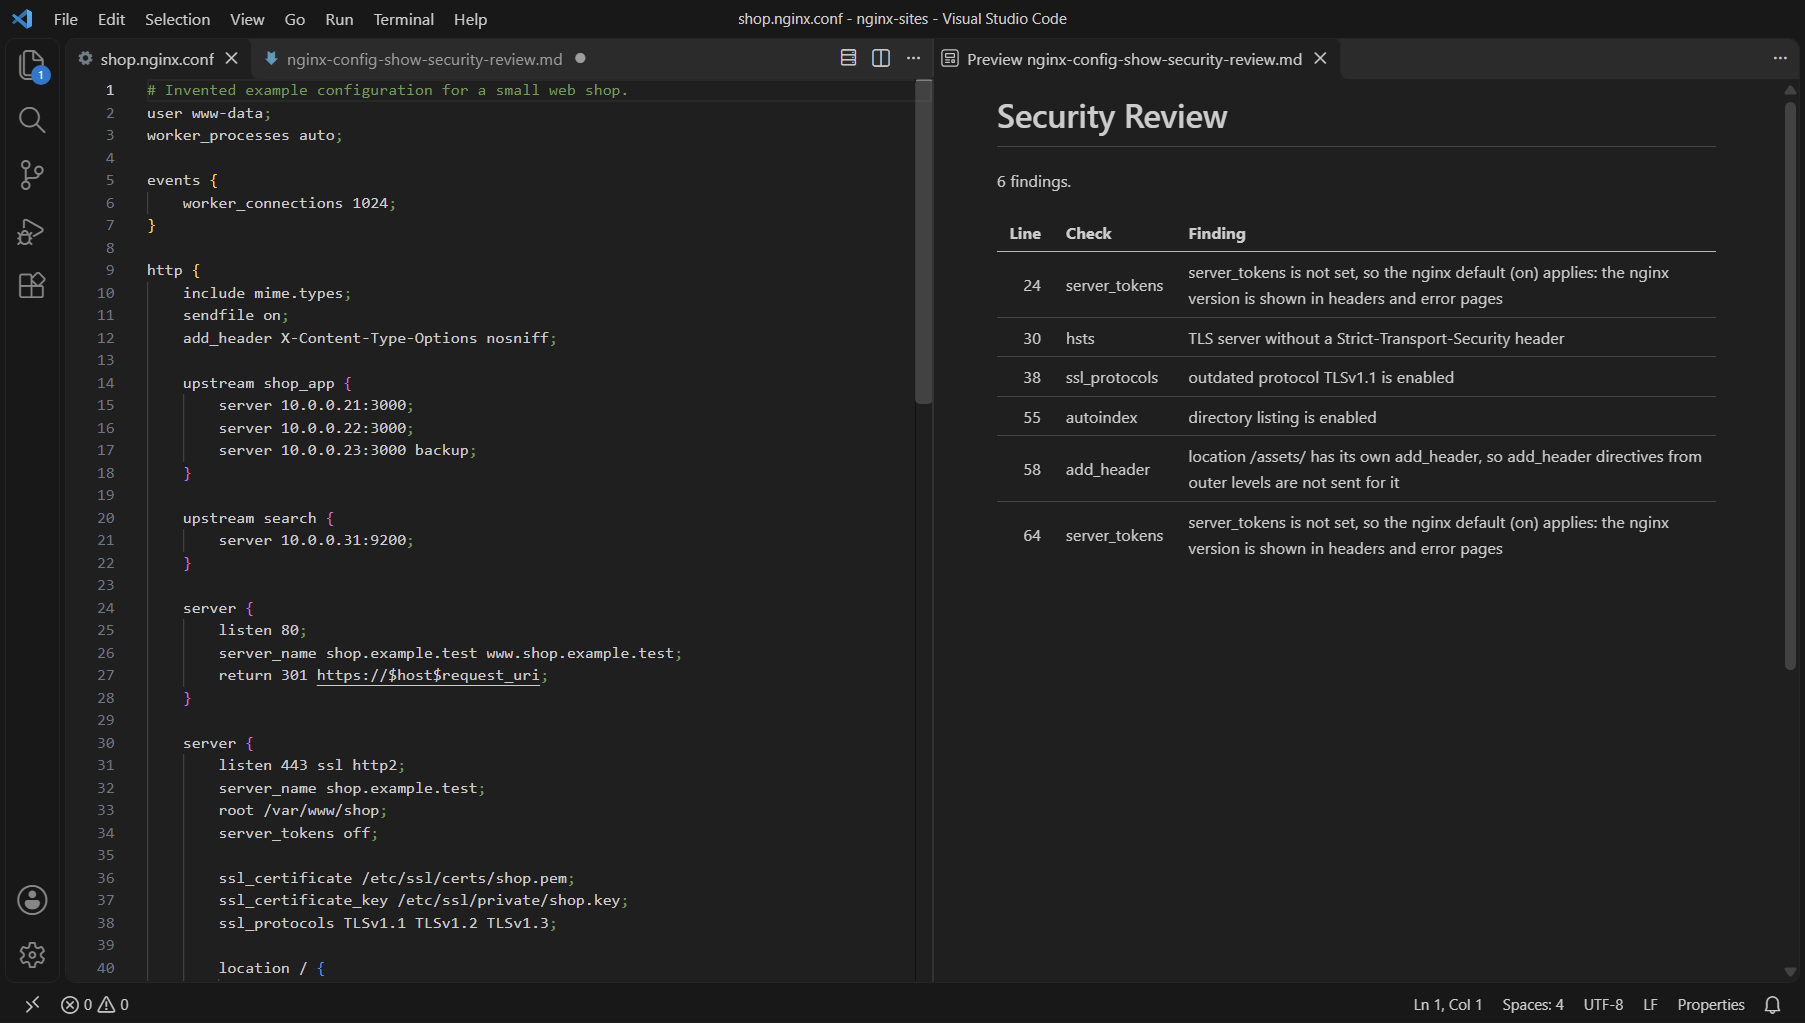 File Edit Selection View Go Run Terminal Help
shop.nginx.conf - nginx-sites - Visual Studio Code
1
shop.nginx.conf
nginx-config-show-security-review.md
1 # Invented example configuration for a small web shop.
2 user www-data;
3 worker_processes auto;
4
5 events {
6 worker_connections 1024;
7 }
8
9 http {
10 include mime.types;
11 sendfile on;
12 add_header X-Content-Type-Options nosniff;
13
14 upstream shop_app {
15 server 10.0.0.21:3000;
16 server 10.0.0.22:3000;
17 server 10.0.0.23:3000 backup;
18 }
19
20 upstream search {
21 server 10.0.0.31:9200;
22 }
23
24 server {
25 listen 80;
26 server_name shop.example.test www.shop.example.test;
27 return 301 https://$host$request_uri;
28 }
29
30 server {
31 listen 443 ssl http2;
32 server_name shop.example.test;
33 root /var/www/shop;
34 server_tokens off;
35
36 ssl_certificate /etc/ssl/certs/shop.pem;
37 ssl_certificate_key /etc/ssl/private/shop.key;
38 ssl_protocols TLSv1.1 TLSv1.2 TLSv1.3;
39
40 location / {
Preview nginx-config-show-security-review.md
Security Review
6 findings.
Line Check Finding
24 server_tokens server_tokens is not set, so the nginx default (on) applies: the nginx
version is shown in headers and error pages
30 hsts TLS server without a Strict-Transport-Security header
38 ssl_protocols outdated protocol TLSv1.1 is enabled
55 autoindex directory listing is enabled
58 add_header location /assets/ has its own add_header, so add_header directives from
outer levels are not sent for it
64 server_tokens server_tokens is not set, so the nginx default (on) applies: the nginx
version is shown in headers and error pages
0 0
Ln 1, Col 1 Spaces: 4 UTF-8 LF Properties